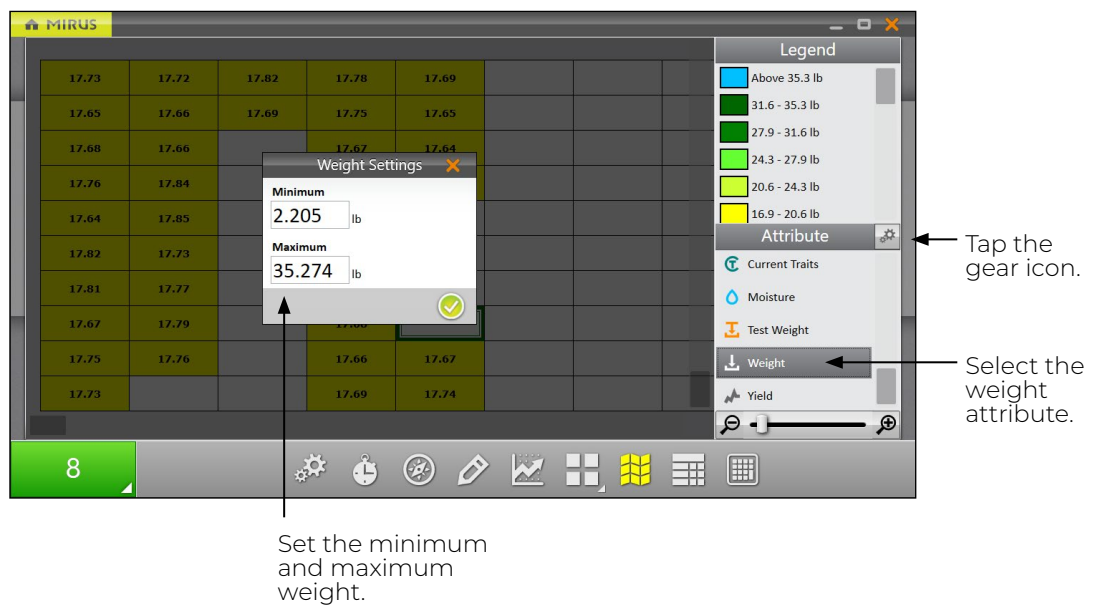 MIRUS
Legend
17.73 17.72 17.82 17.78 17.69
Above 35.3 lb
17.65 17.66 17.69 17.75 17.65
31.6 - 35.3 lb
27.9 - 31.6 lb
17.68 17.66 17.67 17.64
24.3 - 27.9 lb
17.76 17.84
20.6 - 24.3 lb
17.64 17.85
16.9 - 20.6 lb
17.82 17.73
17.81 17.77
17.67 17.79
17.75 17.76 17.66 17.67
17.73 17.69 17.74
Weight Settings
Minimum
2.205 lb
Maximum
35.274 lb
Attribute
Current Traits
Moisture
Test Weight
Weight
Yield
8
Tap the
gear icon.
Select the
weight
attribute.
Set the minimum
and maximum
weight.